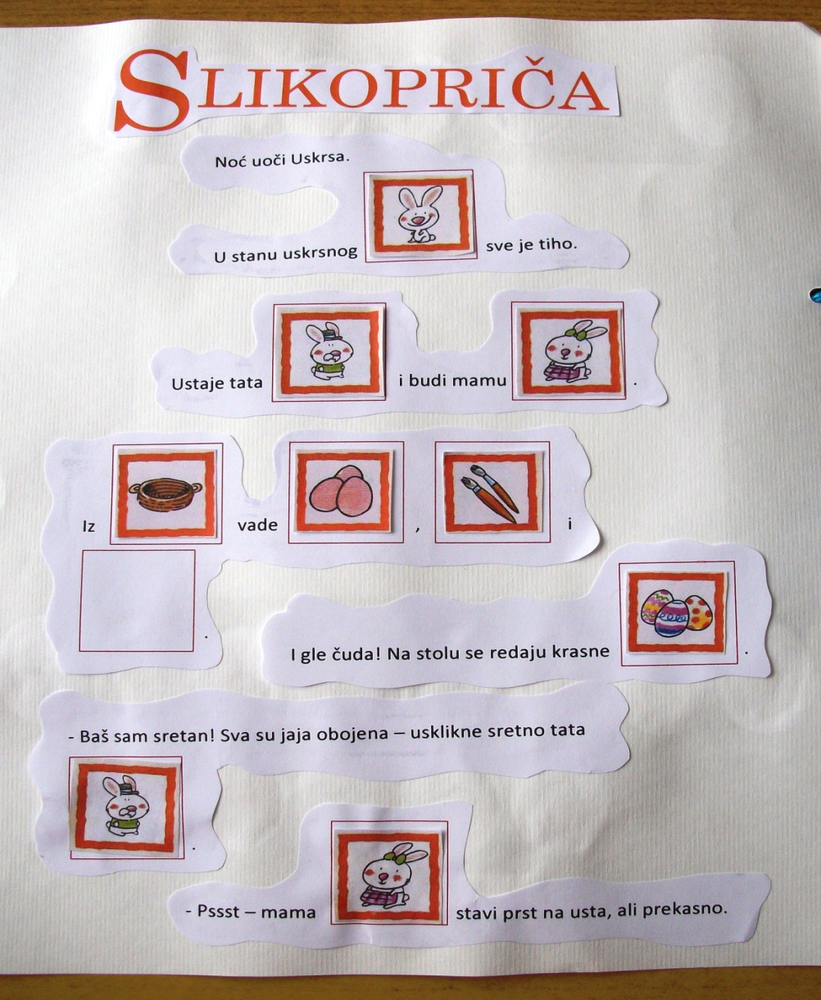 SLIKOPRIČA
Noć uoči Uskrsa.
U stanu uskrsnog sve je tiho.
Ustaje tata i budi mamu .
Iz vade , i
.
I gle čuda! Na stolu se redaju krasne .
- Baš sam sretan! Sva su jaja obojena – usklikne sretno tata
.
- Pssst – mama stavi prst na usta, ali prekasno.